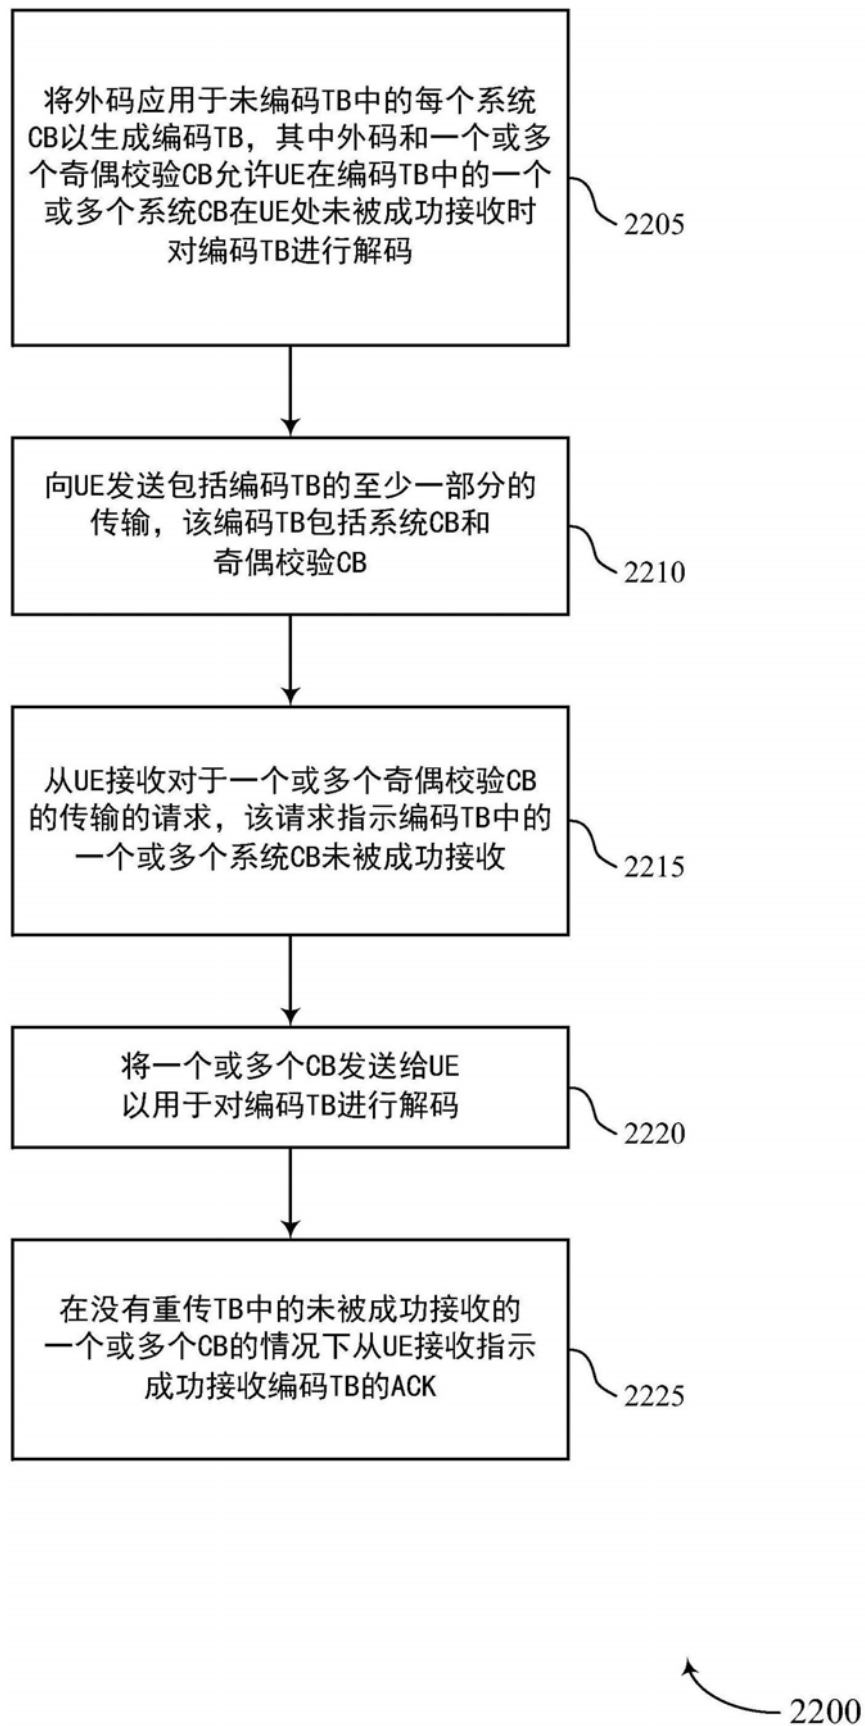 将外码应用于未编码TB中的每个系统
CB以生成编码TB，其中外码和一个或多
个奇偶校验CB允许UE在编码TB中的一个
或多个系统CB在UE处未被成功接收时
对编码TB进行解码
2205
向UE发送包括编码TB的至少一部分的
传输，该编码TB包括系统CB和
奇偶校验CB
2210
从UE接收对于一个或多个奇偶校验CB
的传输的请求，该请求指示编码TB中的
一个或多个系统CB未被成功接收
2215
将一个或多个CB发送给UE
以用于对编码TB进行解码
2220
在没有重传TB中的未被成功接收的
一个或多个CB的情况下从UE接收指示
成功接收编码TB的ACK
2225
2200